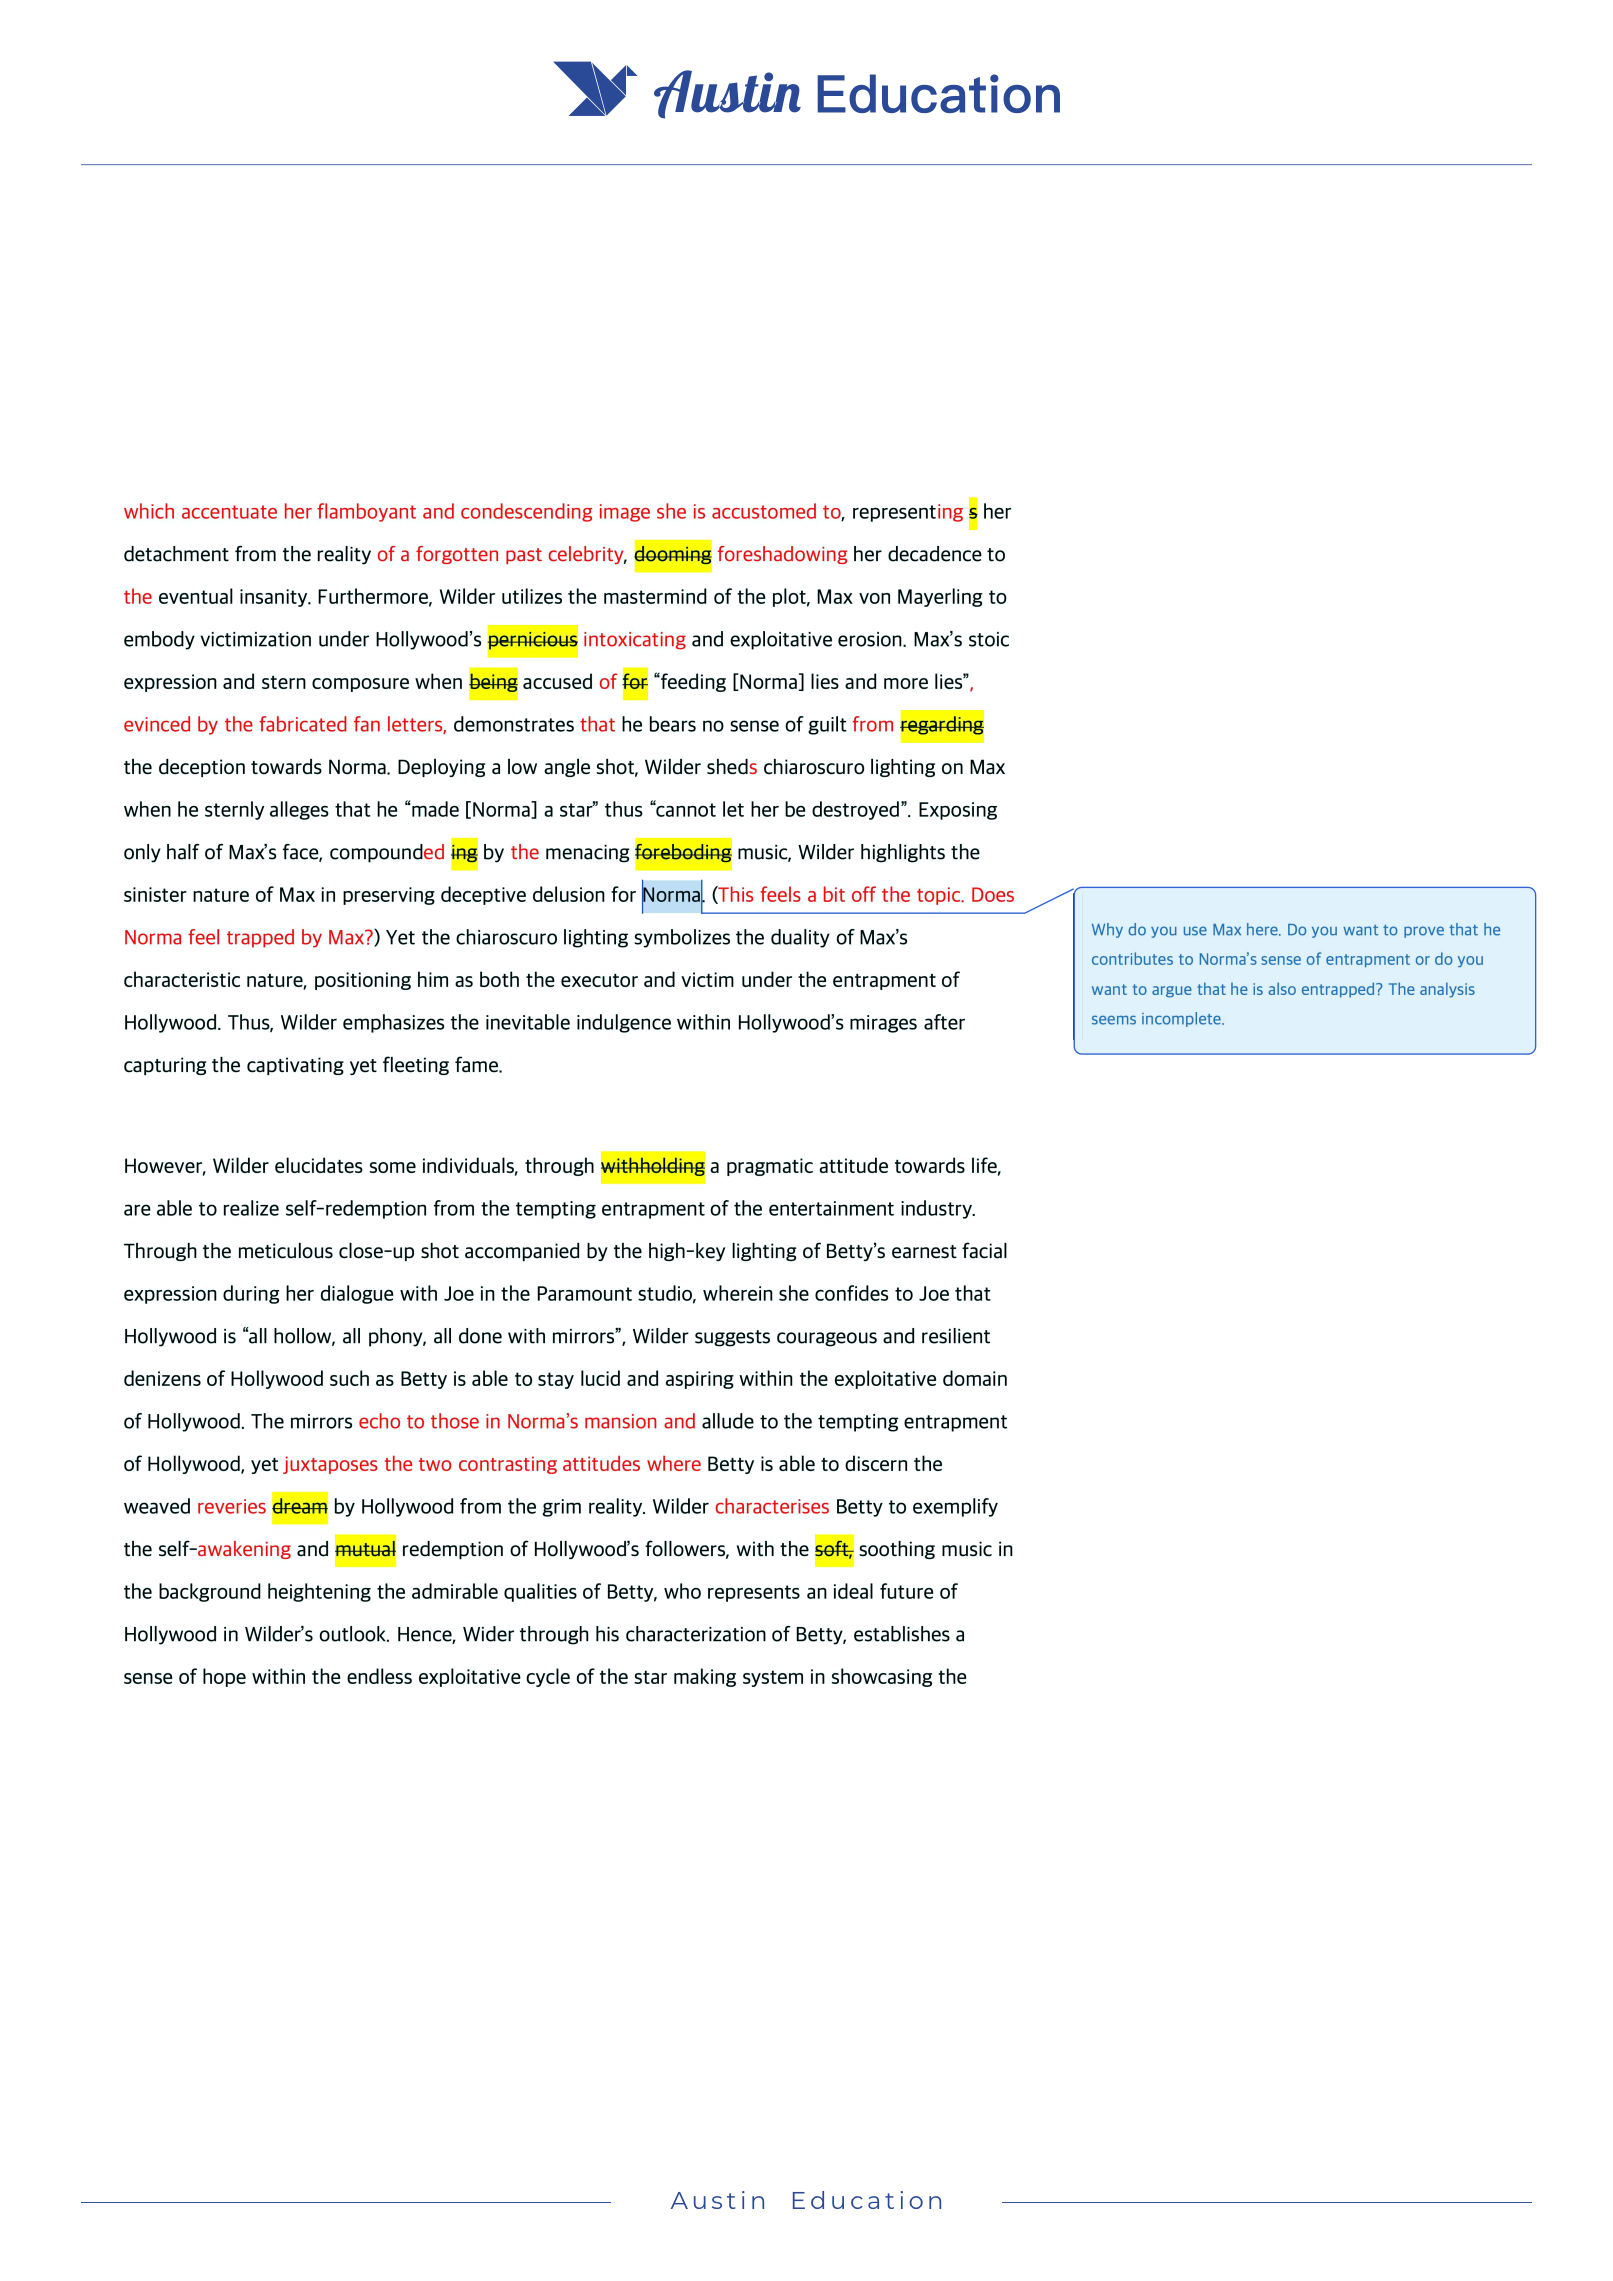 Austin Education
which accentuate her flamboyant and condescending image she is accustomed to, representing s her
detachment from the reality of a forgotten past celebrity, dooming foreshadowing her decadence to
the eventual insanity. Furthermore, Wilder utilizes the mastermind of the plot, Max von Mayerling to
embody victimization under Hollywood’s pernicious intoxicating and exploitative erosion. Max’s stoic
expression and stern composure when being accused of for “feeding [Norma] lies and more lies”,
evinced by the fabricated fan letters, demonstrates that he bears no sense of guilt from regarding
the deception towards Norma. Deploying a low angle shot, Wilder sheds chiaroscuro lighting on Max
when he sternly alleges that he “made [Norma] a star” thus “cannot let her be destroyed”. Exposing
only half of Max’s face, compounded ing by the menacing foreboding music, Wilder highlights the
sinister nature of Max in preserving deceptive delusion for Norma. (This feels a bit off the topic. Does
Norma feel trapped by Max?) Yet the chiaroscuro lighting symbolizes the duality of Max’s
characteristic nature, positioning him as both the executor and victim under the entrapment of
Hollywood. Thus, Wilder emphasizes the inevitable indulgence within Hollywood’s mirages after
capturing the captivating yet fleeting fame.
Why do you use Max here. Do you want to prove that he
contributes to Norma’s sense of entrapment or do you
want to argue that he is also entrapped? The analysis
seems incomplete.
However, Wilder elucidates some individuals, through withholding a pragmatic attitude towards life,
are able to realize self-redemption from the tempting entrapment of the entertainment industry.
Through the meticulous close-up shot accompanied by the high-key lighting of Betty’s earnest facial
expression during her dialogue with Joe in the Paramount studio, wherein she confides to Joe that
Hollywood is “all hollow, all phony, all done with mirrors”, Wilder suggests courageous and resilient
denizens of Hollywood such as Betty is able to stay lucid and aspiring within the exploitative domain
of Hollywood. The mirrors echo to those in Norma’s mansion and allude to the tempting entrapment
of Hollywood, yet juxtaposes the two contrasting attitudes where Betty is able to discern the
weaved reveries dream by Hollywood from the grim reality. Wilder characterises Betty to exemplify
the self-awakening and mutual redemption of Hollywood’s followers, with the soft, soothing music in
the background heightening the admirable qualities of Betty, who represents an ideal future of
Hollywood in Wilder’s outlook. Hence, Wider through his characterization of Betty, establishes a
sense of hope within the endless exploitative cycle of the star making system in showcasing the
Austin Education